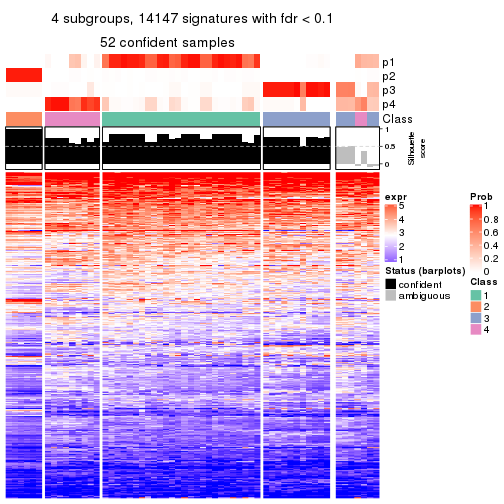 4 subgroups, 14147 signatures with fdr < 0.1
52 confident samples
p1
p2
p3
p4
Class
1
0.5
0
Silhouette
score
expr
5
4
3
2
1
Status (barplots)
confident
ambiguous
Prob
1
0.8
0.6
0.4
0.2
0
Class
1
2
3
4